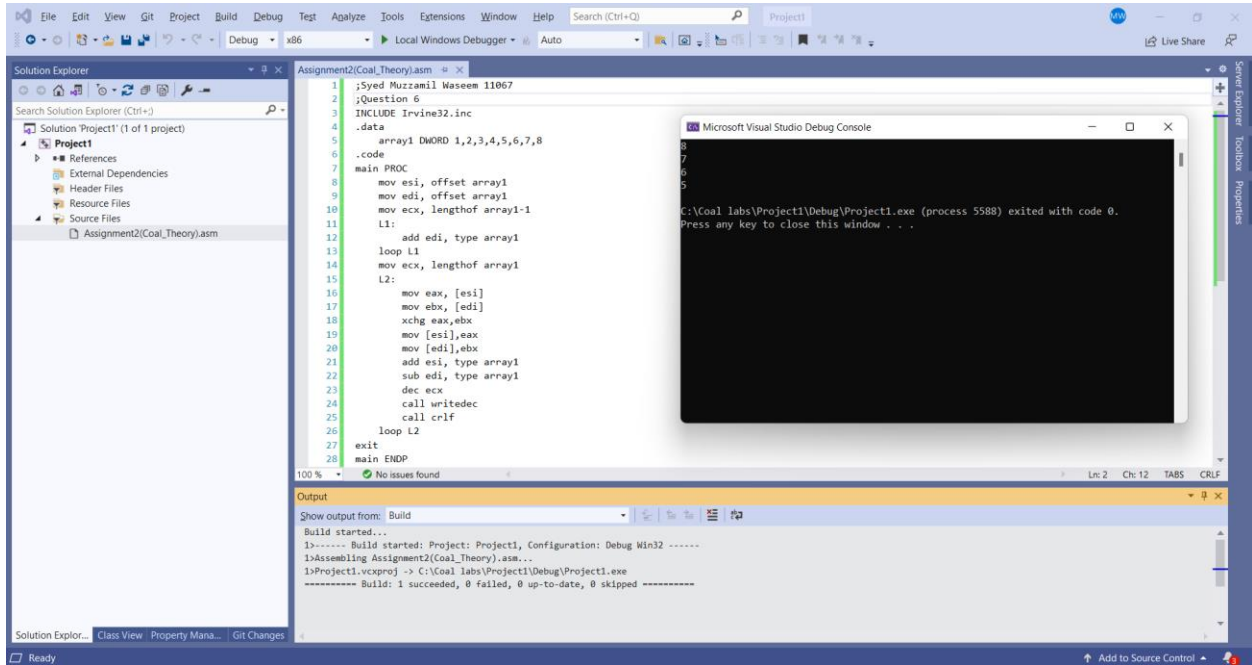 File Edit View Git Project Build Debug Test Analyze Tools Extensions Window Help Search (Ctrl+Q) Project1 MW
Debug x86 Local Windows Debugger Auto Live Share
Solution Explorer
Search Solution Explorer (Ctrl+;)
Solution 'Project1' (1 of 1 project)
Project1
References
External Dependencies
Header Files
Resource Files
Source Files
Assignment2(Coal_Theory).asm
Solution Explor... Class View Property Mana... Git Changes
Assignment2(Coal_Theory).asm
1 ;Syed Muzzamil Waseem 11067
2 ;Question 6
3 INCLUDE Irvine32.inc
4 .data
5 array1 DWORD 1,2,3,4,5,6,7,8
6 .code
7 main PROC
8 mov esi, offset array1
9 mov edi, offset array1
10 mov ecx, lengthof array1-1
11 L1:
12 add edi, type array1
13 loop L1
14 mov ecx, lengthof array1
15 L2:
16 mov eax, [esi]
17 mov ebx, [edi]
18 xchg eax,ebx
19 mov [esi],eax
20 mov [edi],ebx
21 add esi, type array1
22 sub edi, type array1
23 dec ecx
24 call writedec
25 call crlf
26 loop L2
27 exit
28 main ENDP
100 % No issues found Ln: 2 Ch: 12 TABS CRLF
Microsoft Visual Studio Debug Console
8
7
6
5
C:\Coal labs\Project1\Debug\Project1.exe (process 5588) exited with code 0.
Press any key to close this window . . .
Server Explorer
Toolbox
Properties
Output
Show output from: Build
Build started...
1>------ Build started: Project: Project1, Configuration: Debug Win32 ------
1>Assembling Assignment2(Coal_Theory).asm...
1>Project1.vcxproj -> C:\Coal labs\Project1\Debug\Project1.exe
========== Build: 1 succeeded, 0 failed, 0 up-to-date, 0 skipped ==========
Ready Add to Source Control 3